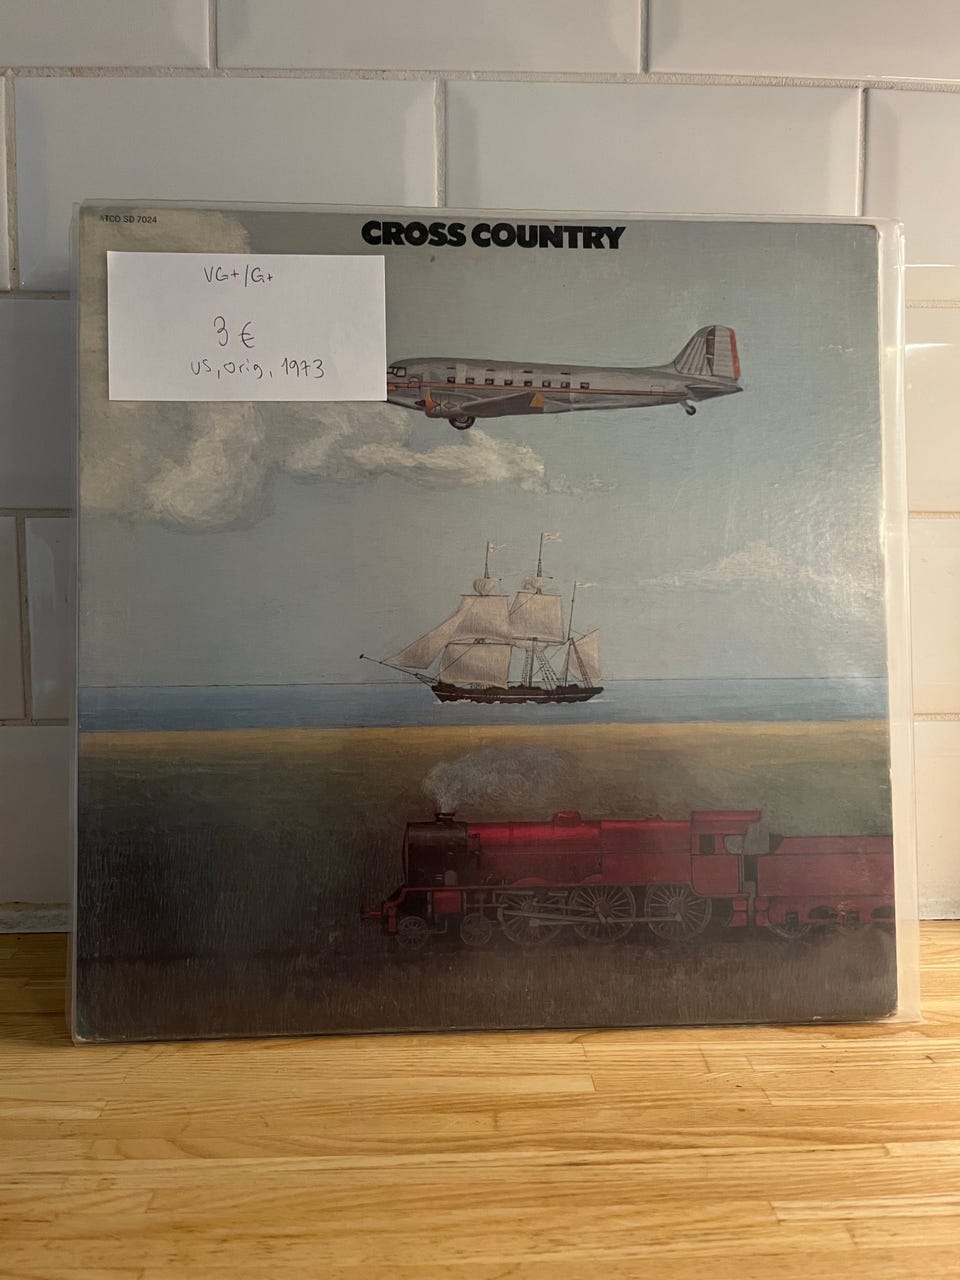 ATCO SD 7024
CROSS COUNTRY
VG+/G+
3 €
US, orig, 1973